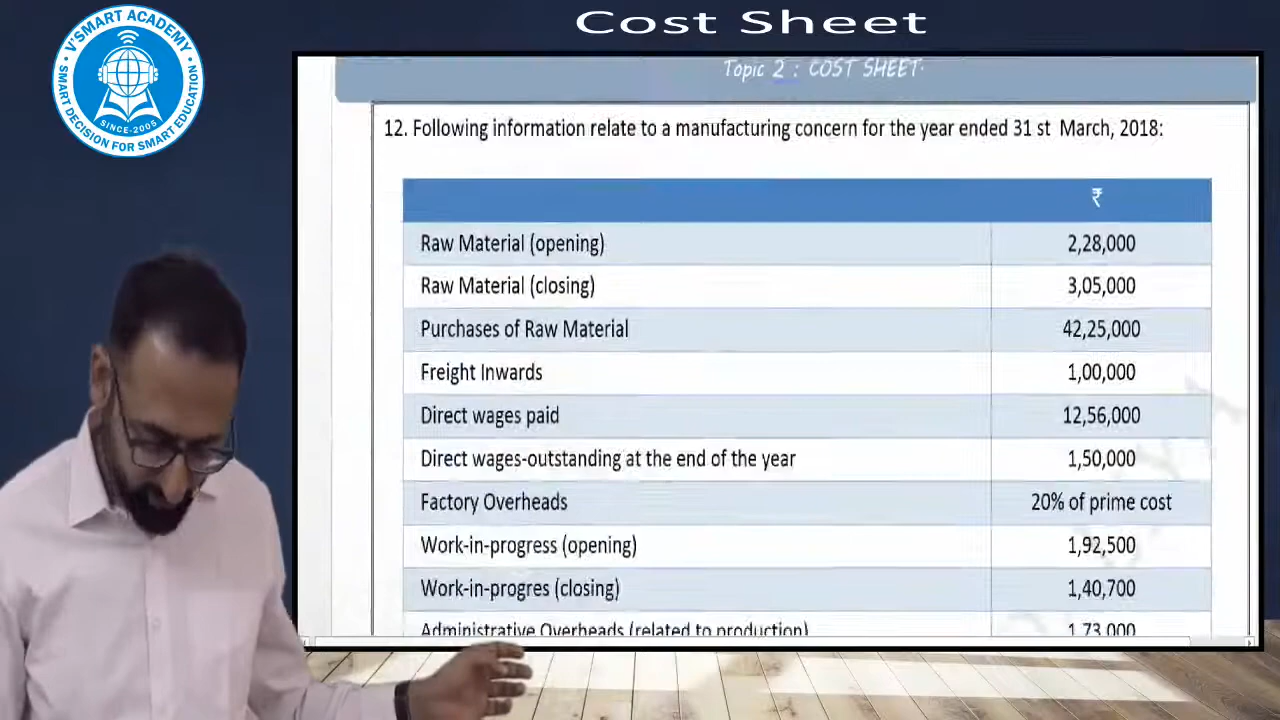 Cost Sheet
V'SMART ACADEMY
SMART DECISION FOR SMART EDUCATION
SINCE-2005
Topic 2 : COST SHEET.
12. Following information relate to a manufacturing concern for the year ended 31 st March, 2018:
₹
Raw Material (opening) 2,28,000
Raw Material (closing) 3,05,000
Purchases of Raw Material 42,25,000
Freight Inwards 1,00,000
Direct wages paid 12,56,000
Direct wages-outstanding at the end of the year 1,50,000
Factory Overheads 20% of prime cost
Work-in-progress (opening) 1,92,500
Work-in-progres (closing) 1,40,700
Administrative Overheads (related to production) 1,73,000